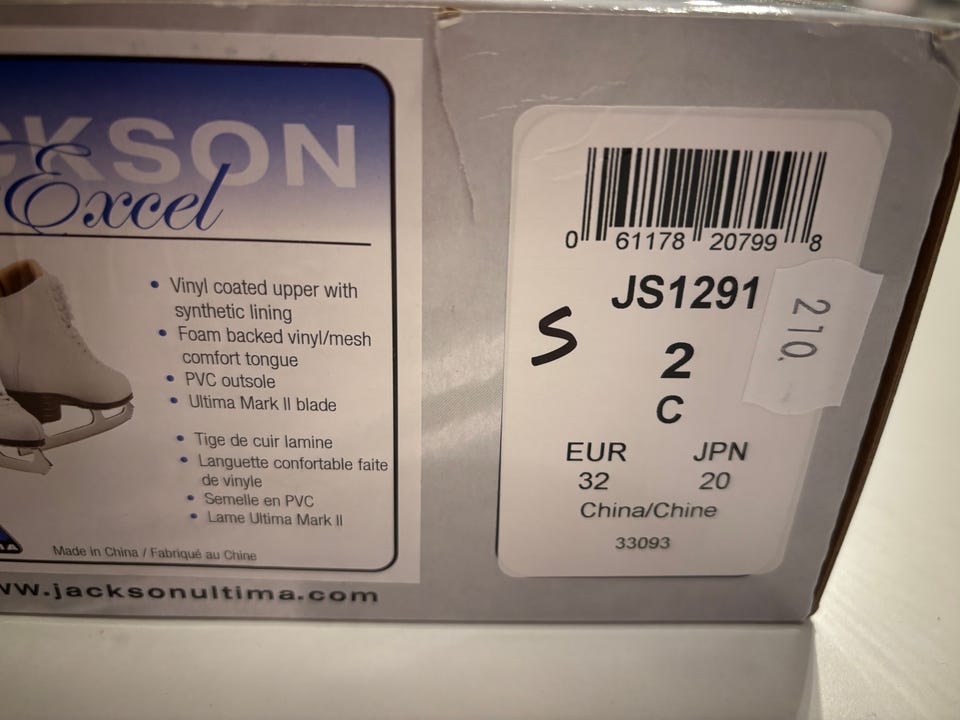 CKSON
Excel
• Vinyl coated upper with
synthetic lining
• Foam backed vinyl/mesh
comfort tongue
• PVC outsole
• Ultima Mark II blade
• Tige de cuir lamine
• Languette confortable faite
de vinyle
• Semelle en PVC
• Lame Ultima Mark II
Made in China / Fabriqué au Chine
ww.jacksonultima.com
0 61178 20799 8
JS1291
210.
S
2
C
EUR JPN
32 20
China/Chine
33093